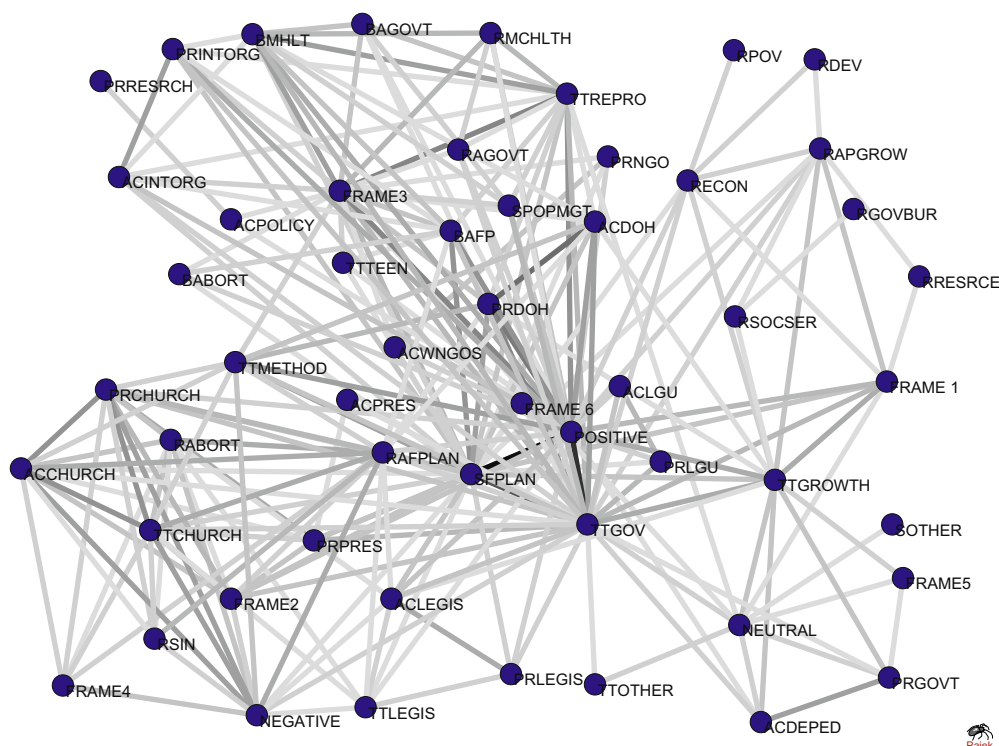 BAGOVT
BMHLT
RMCHLTH
PRINTORG
RPOV
RDEV
PRRESRCH
TTREPRO
RAGOVT
PRNGO
RAPGROW
ACINTORG
FRAME3
RECON
SPOPMGT
RGOVBUR
ACPOLICY
BAFP
ACDOH
TTTEEN
BABORT
RRESRCE
PRDOH
RSOCSER
ACWNGOS
TTMETHOD
FRAME 1
PRCHURCH
ACPRES
FRAME 6
ACLGU
POSITIVE
RABORT
RAFPLAN
ACCHURCH
SFPLAN
PRLGU
TTGROWTH
TTCHURCH
TTGOV
SOTHER
PRPRES
FRAME5
FRAME2
ACLEGIS
NEUTRAL
RSIN
PRLEGIS
TTOTHER
PRGOVT
FRAME4
NEGATIVE
TTLEGIS
ACDEPED
Pajek